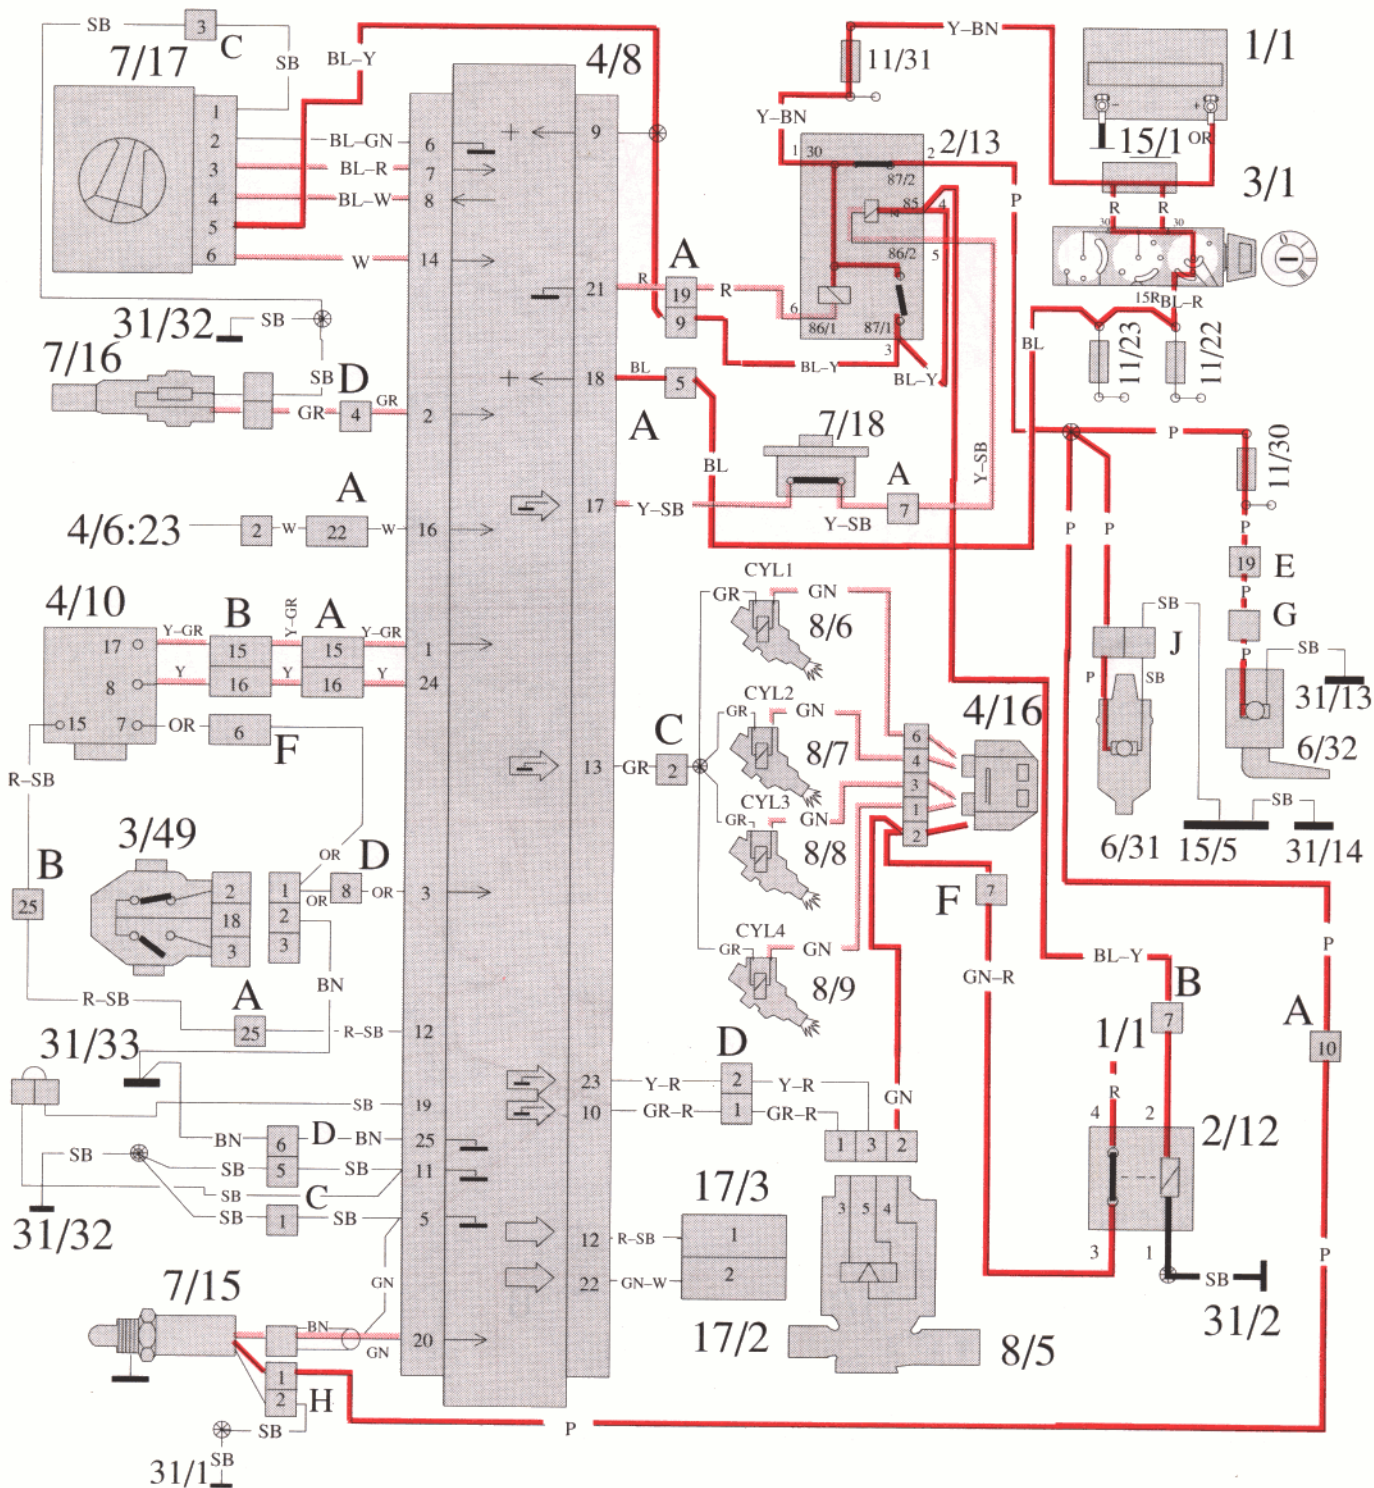 SB
3
C
7/17
SB
BL–Y
4/8
11/31
Y–BN
1/1
1
2
3
4
5
6
BL–GN
BL–R
BL–W
W
6
7
8
14
+
9
Y–BN
1
30
2
2/13
87/2
85
4
86/2
5
6
86/1
87/1
3
P
-
+
15/1
OR
3/1
R
R
30
30
0
I
15R
BL–R
BL
11/23
11/22
31/32
SB
7/16
SB
D
GR
4
GR
2
21
R
A
19
R
9
BL–Y
BL–Y
+
18
BL
5
A
BL
7/18
P
11/30
A
4/6:23
2
W
22
W
16
17
Y–SB
Y–SB
A
7
Y–SB
P
P
P
19
E
P
G
P
4/10
17
8
15
7
Y–GR
Y
B
15
16
Y–GR
Y
A
15
16
Y–GR
Y
1
24
OR
6
F
R–SB
CYL1
GR
GN
8/6
CYL2
GR
GN
8/7
CYL3
GR
GN
8/8
CYL4
GR
GN
8/9
13
GR
C
2
6
4
3
1
2
4/16
SB
J
P
SB
6/31
15/5
SB
31/14
SB
31/13
6/32
3/49
B
25
2
18
3
1
2
3
OR
OR
D
8
OR
3
BN
F
7
GN–R
GN
R–SB
A
25
R–SB
12
31/33
SB
19
BN
6
D
BN
25
SB
5
SB
11
SB
SB
C
SB
1
SB
5
31/32
GN
D
23
Y–R
2
Y–R
10
GR–R
1
GR–R
1
3
2
BL–Y
B
7
1/1
R
4
2
2/12
3
1
SB
31/2
P
A
10
P
12
R–SB
22
GN–W
17/3
1
2
17/2
3
5
4
8/5
7/15
BN
GN
20
1
2
H
SB
SB
31/1
P